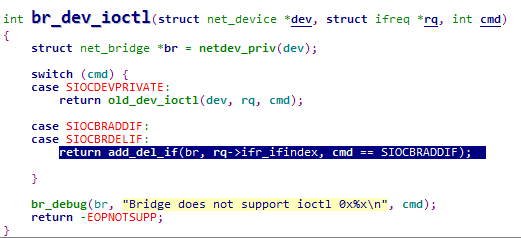 int br_dev_ioctl(struct net_device *dev, struct ifreq *rq, int cmd)
{
struct net_bridge *br = netdev_priv(dev);
switch (cmd) {
case SIOCDEVPRIVATE:
return old_dev_ioctl(dev, rq, cmd);
case SIOCBRADDIF:
case SIOCBRDELIF:
return add_del_if(br, rq->ifr_ifindex, cmd == SIOCBRADDIF);
}
br_debug(br, "Bridge does not support ioctl 0x%x\n", cmd);
return -EOPNOTSUPP;
}